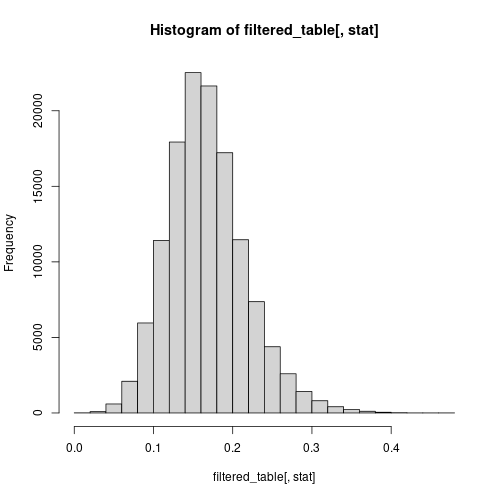 Histogram of filtered_table[, stat]
Frequency
20000
15000
10000
5000
0
0.0 0.1 0.2 0.3 0.4
filtered_table[, stat]